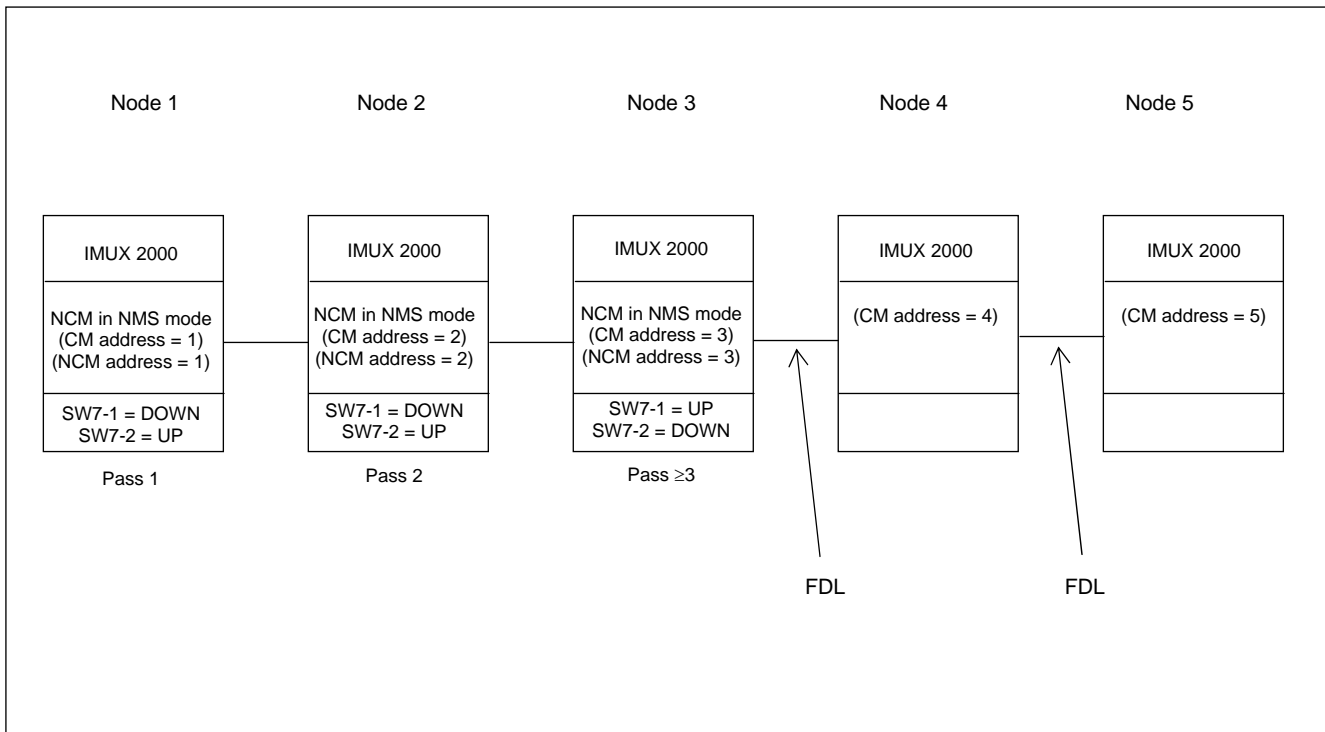 Node 1
Node 2
Node 3
Node 4
Node 5
IMUX 2000
NCM in NMS mode
(CM address = 1)
(NCM address = 1)
SW7-1 = DOWN
SW7-2 = UP
Pass 1
IMUX 2000
NCM in NMS mode
(CM address = 2)
(NCM address = 2)
SW7-1 = DOWN
SW7-2 = UP
Pass 2
IMUX 2000
NCM in NMS mode
(CM address = 3)
(NCM address = 3)
SW7-1 = UP
SW7-2 = DOWN
Pass ≥3
IMUX 2000
(CM address = 4)
IMUX 2000
(CM address = 5)
FDL
FDL